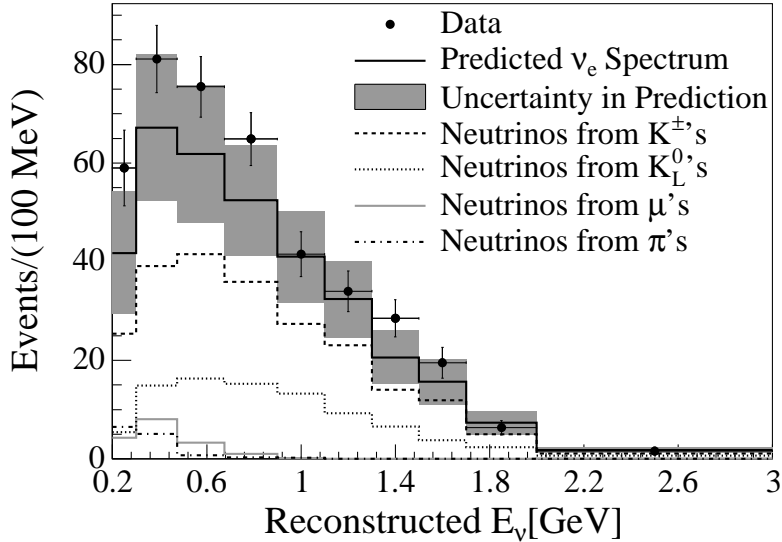 Data
Predicted νe Spectrum
Uncertainty in Prediction
Neutrinos from K±'s
Neutrinos from K0L's
Neutrinos from μ's
Neutrinos from π's
Events/(100 MeV)
80
60
40
20
0
0.2 0.6 1 1.4 1.8 2.2 2.6 3
Reconstructed Eν[GeV]